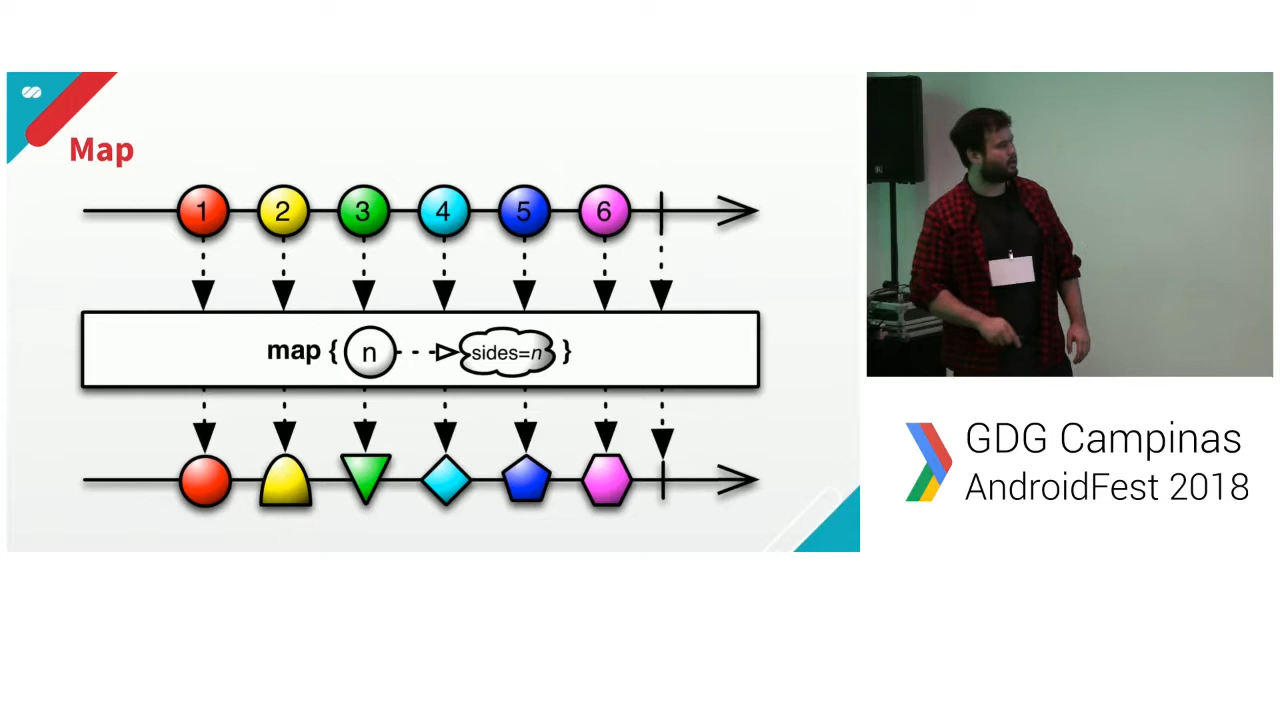 Map
1 2 3 4 5 6
map { n sides=n }
GDG Campinas
AndroidFest 2018